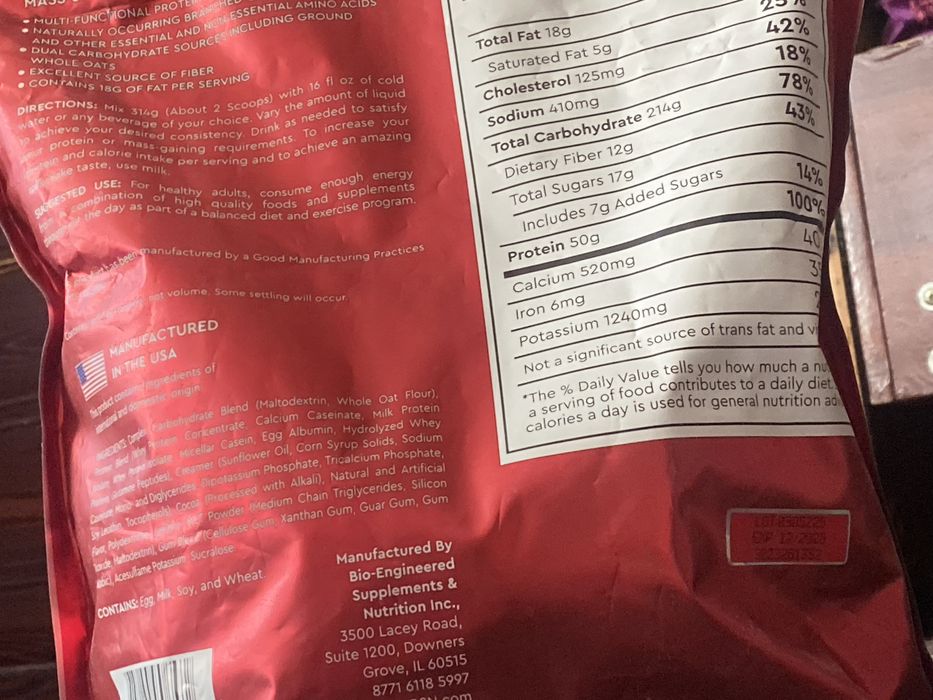 MASS
• MULTI-FUNCTIONAL PROTEIN
• NATURALLY OCCURRING BRANCHED
AND OTHER ESSENTIAL AND NON-ESSENTIAL AMINO ACIDS
• DUAL CARBOHYDRATE SOURCES INCLUDING GROUND
WHOLE OATS
• EXCELLENT SOURCE OF FIBER
• CONTAINS 18G OF FAT PER SERVING
DIRECTIONS: Mix 314g (About 2 Scoops) with 16 fl oz of cold
water or any beverage of your choice. Vary the amount of liquid
to achieve your desired consistency. Drink as needed to satisfy
your protein or mass-gaining requirements. To increase your
protein and calorie intake per serving and to achieve an amazing
shake taste, use milk.
SUGGESTED USE: For healthy adults, consume enough energy
combination of high quality foods and supplements
the day as part of a balanced diet and exercise program.
has been manufactured by a Good Manufacturing Practices
not volume. Some settling will occur.
MANUFACTURED
IN THE USA
This product contains ingredients of
international and domestic origin.
INGREDIENTS: Complex Carbohydrate Blend (Maltodextrin, Whole Oat Flour),
Protein Blend (Whey Protein Concentrate, Calcium Caseinate, Milk Protein
Isolate, Whey Protein Isolate, Micellar Casein, Egg Albumin, Hydrolyzed Whey
Protein, Glutamine Peptides), Creamer (Sunflower Oil, Corn Syrup Solids, Sodium
Caseinate, Mono- and Diglycerides, Dipotassium Phosphate, Tricalcium Phosphate,
Soy Lecithin, Tocopherols), Cocoa (Processed with Alkali), Natural and Artificial
Flavor, Polydextrose, Powder (Medium Chain Triglycerides, Silicon
Dioxide, Maltodextrin), Gum Blend (Cellulose Gum, Xanthan Gum, Guar Gum, Gum
Arabic), Acesulfame Potassium, Sucralose
CONTAINS: Egg, Milk, Soy, and Wheat.
Manufactured By
Bio-Engineered
Supplements &
Nutrition Inc.,
3500 Lacey Road,
Suite 1200, Downers
Grove, IL 60515
8771 6118 5997
Total Fat 18g 23%
Saturated Fat 5g
42%
Cholesterol 125mg
18%
Sodium 410mg
78%
Total Carbohydrate 214g
43%
Dietary Fiber 12g
Total Sugars 17g
14%
Includes 7g Added Sugars
100%
Protein 50g
Calcium 520mg 40
Iron 6mg
Potassium 1240mg
Not a significant source of trans fat and
*The % Daily Value tells you how much a nu
a serving of food contributes to a daily diet.
calories a day is used for general nutrition ad